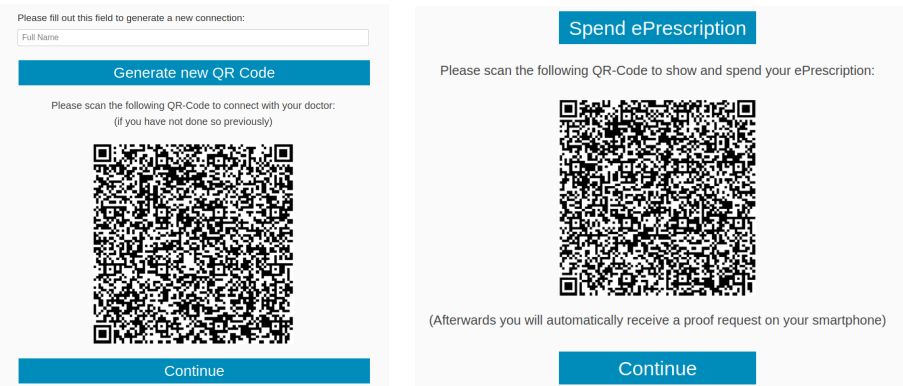 Please fill out this field to generate a new connection:
Full Name
Generate new QR Code
Please scan the following QR-Code to connect with your doctor:
(if you have not done so previously)
Continue
Spend ePrescription
Please scan the following QR-Code to show and spend your ePrescription:
(Afterwards you will automatically receive a proof request on your smartphone)
Continue